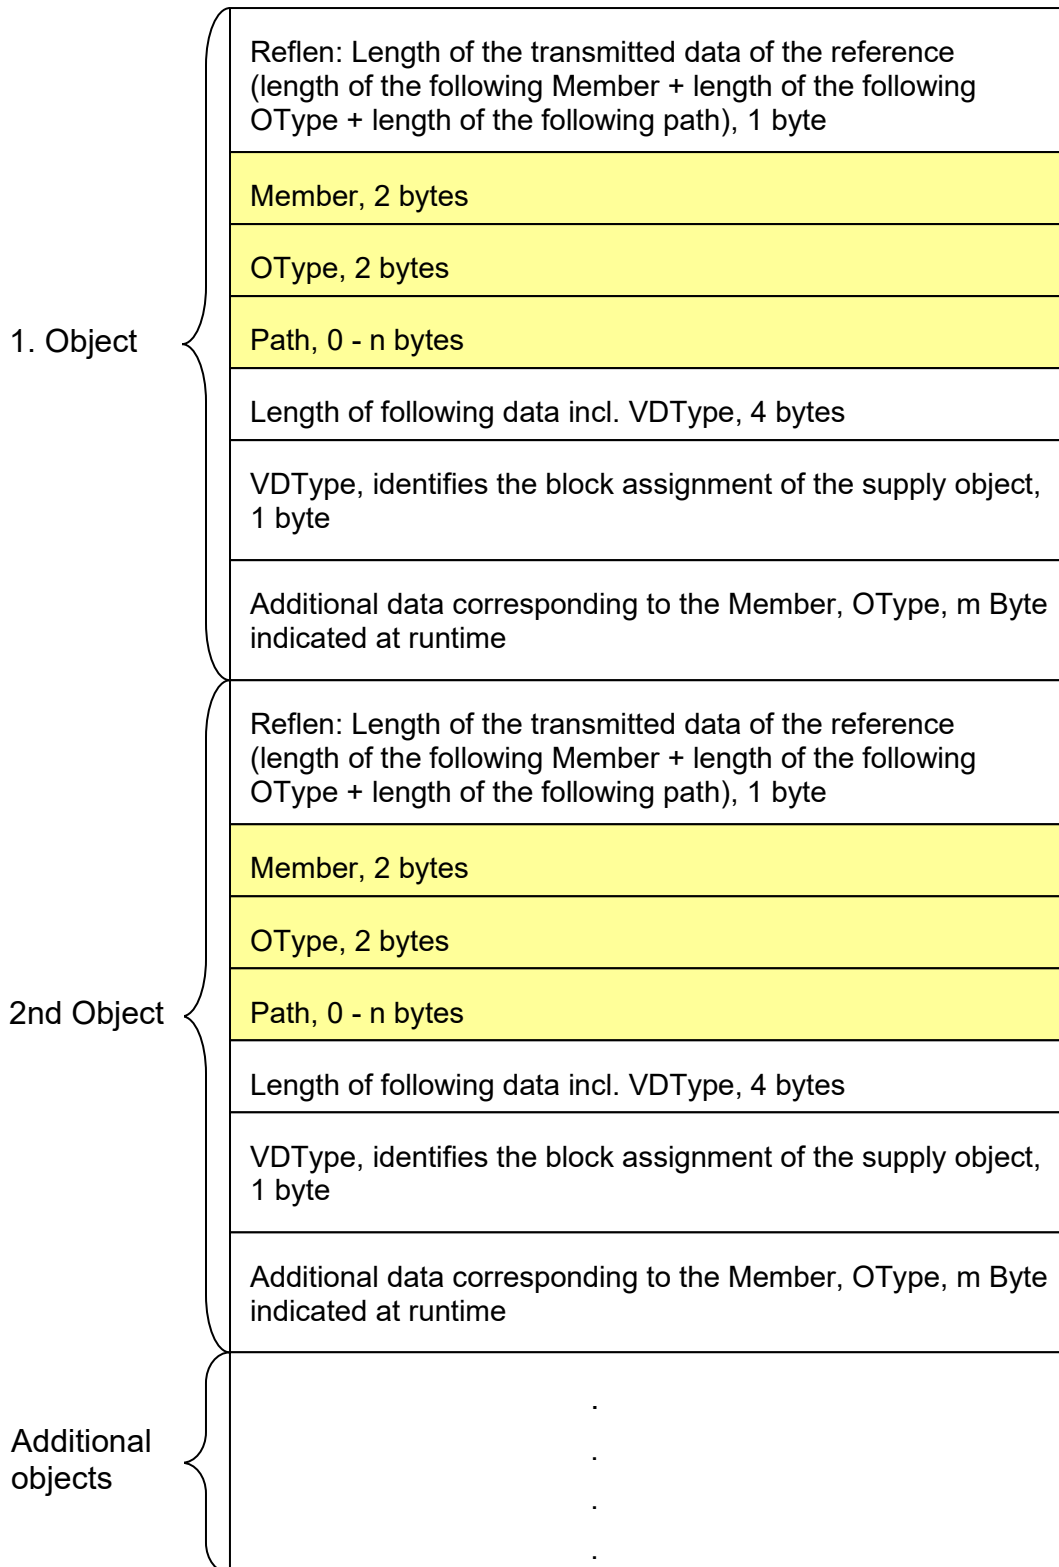 Reflen: Length of the transmitted data of the reference
(length of the following Member + length of the following
OType + length of the following path), 1 byte
Member, 2 bytes
OType, 2 bytes
1. Object
Path, 0 - n bytes
Length of following data incl. VDType, 4 bytes
VDType, identifies the block assignment of the supply object,
1 byte
Additional data corresponding to the Member, OType, m Byte
indicated at runtime
Reflen: Length of the transmitted data of the reference
(length of the following Member + length of the following
OType + length of the following path), 1 byte
Member, 2 bytes
OType, 2 bytes
2nd Object
Path, 0 - n bytes
Length of following data incl. VDType, 4 bytes
VDType, identifies the block assignment of the supply object,
1 byte
Additional data corresponding to the Member, OType, m Byte
indicated at runtime
Additional
objects
.
.
.
.